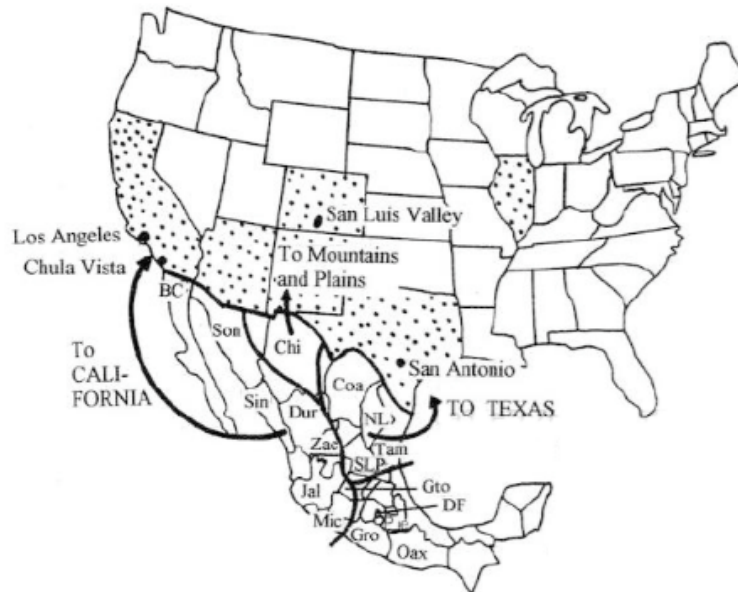 San Luis Valley
Los Angeles
To Mountains
and Plains
Chula Vista
BC
Son
Chi
To
CALI-
FORNIA
San Antonio
Coa
Sin
Dur
NL
TO TEXAS
Zac
Tam
SLP
Jal
Gto
DF
Mic
Gro
Oax